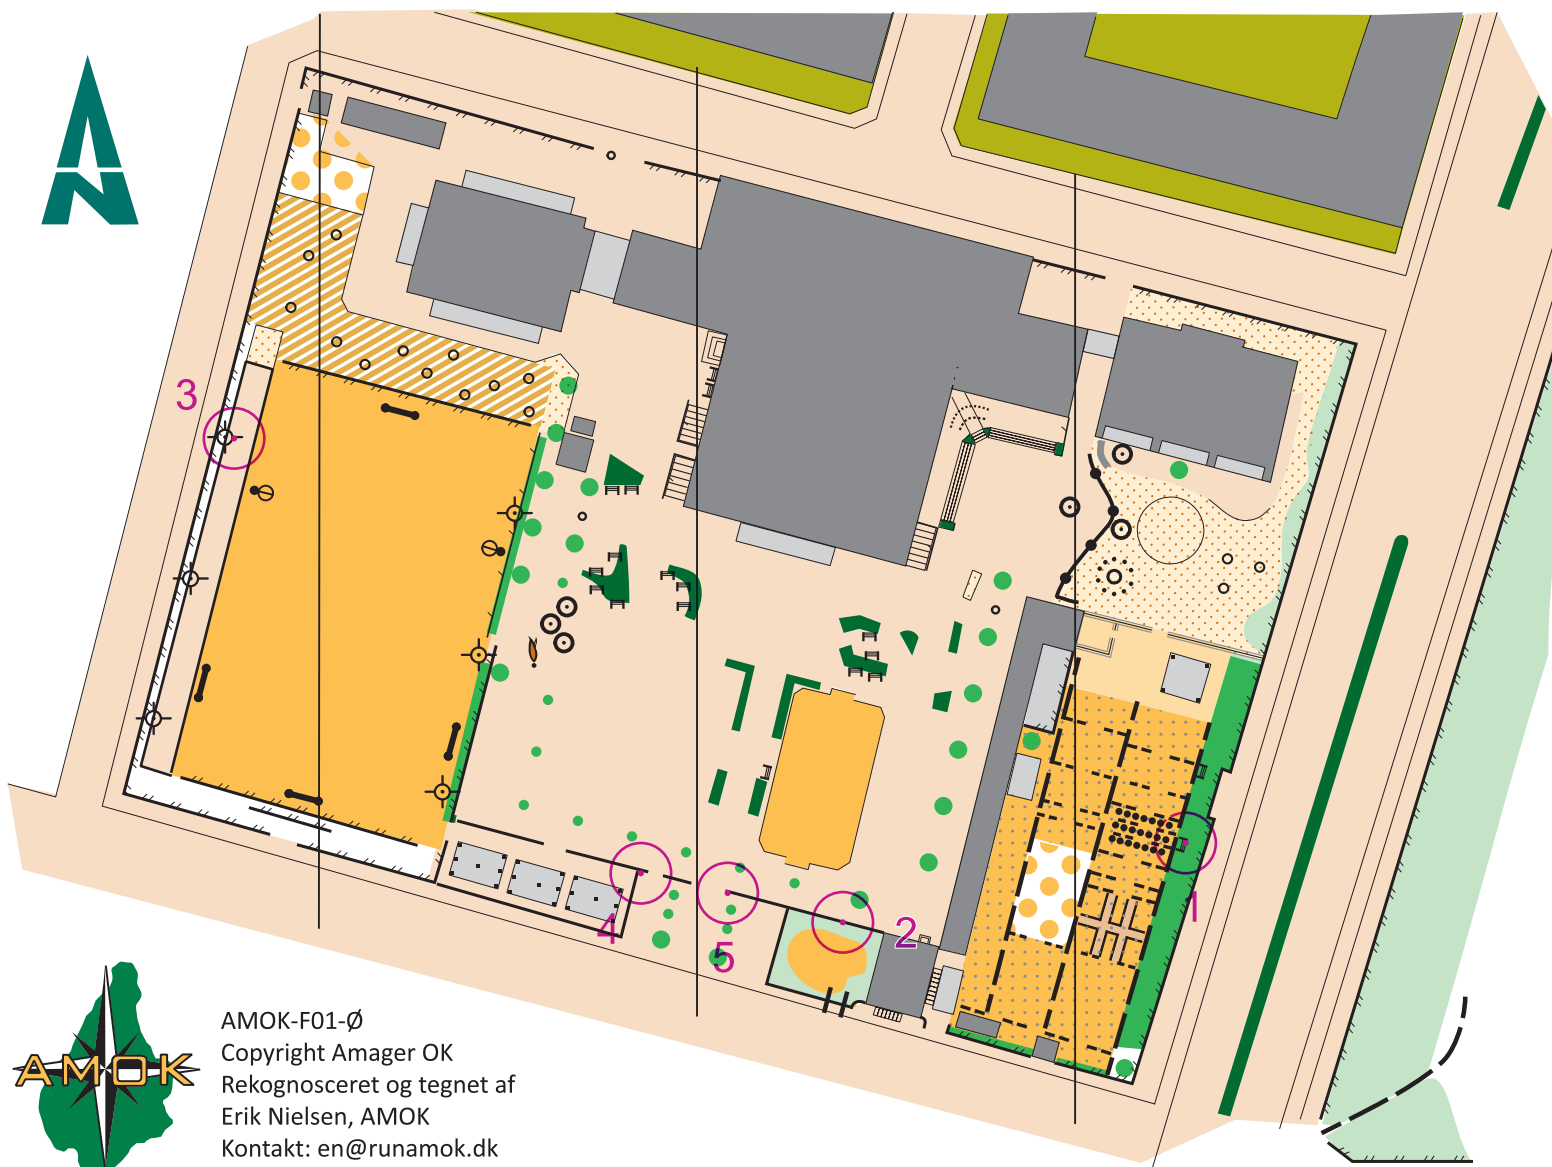 3
1
2
4
5
AMOK
AMOK-F01-Ø
Copyright Amager OK
Rekognosceret og tegnet af
Erik Nielsen, AMOK
Kontakt: en@runamok.dk